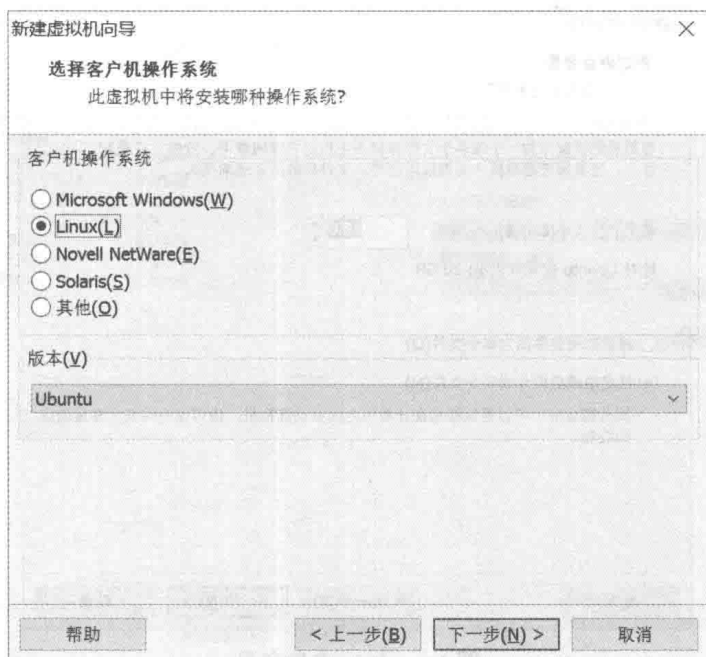 新建虚拟机向导
选择客户机操作系统
此虚拟机中将安装哪种操作系统?
客户机操作系统
Microsoft Windows(W)
Linux(L)
Novell NetWare(E)
Solaris(S)
其他(O)
版本(V)
Ubuntu
帮助
< 上一步(B)
下一步(N) >
取消